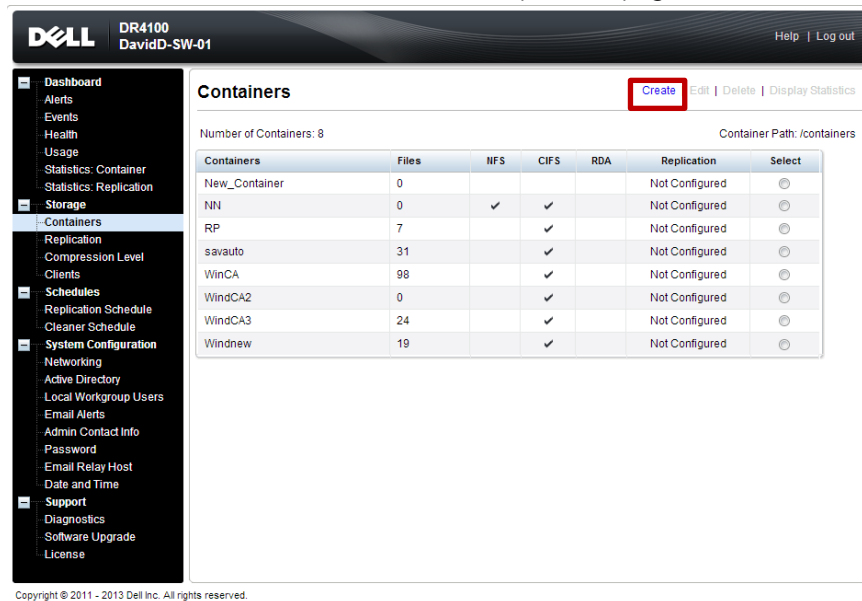 DELL
DR4100
DavidD-SW-01
Help | Log out
Dashboard
Alerts
Events
Health
Usage
Statistics: Container
Statistics: Replication
Storage
Containers
Replication
Compression Level
Clients
Schedules
Replication Schedule
Cleaner Schedule
System Configuration
Networking
Active Directory
Local Workgroup Users
Email Alerts
Admin Contact Info
Password
Email Relay Host
Date and Time
Support
Diagnostics
Software Upgrade
License
Containers
Create Edit | Delete | Display Statistics
Number of Containers: 8 Container Path: /containers
Containers Files NFS CIFS RDA Replication Select
New_Container 0 Not Configured
NN 0 ✔ ✔ Not Configured
RP 7 ✔ Not Configured
savauto 31 ✔ Not Configured
WinCA 98 ✔ Not Configured
WindCA2 0 ✔ Not Configured
WindCA3 24 ✔ Not Configured
Windnew 19 ✔ Not Configured
Copyright © 2011 - 2013 Dell Inc. All rights reserved.